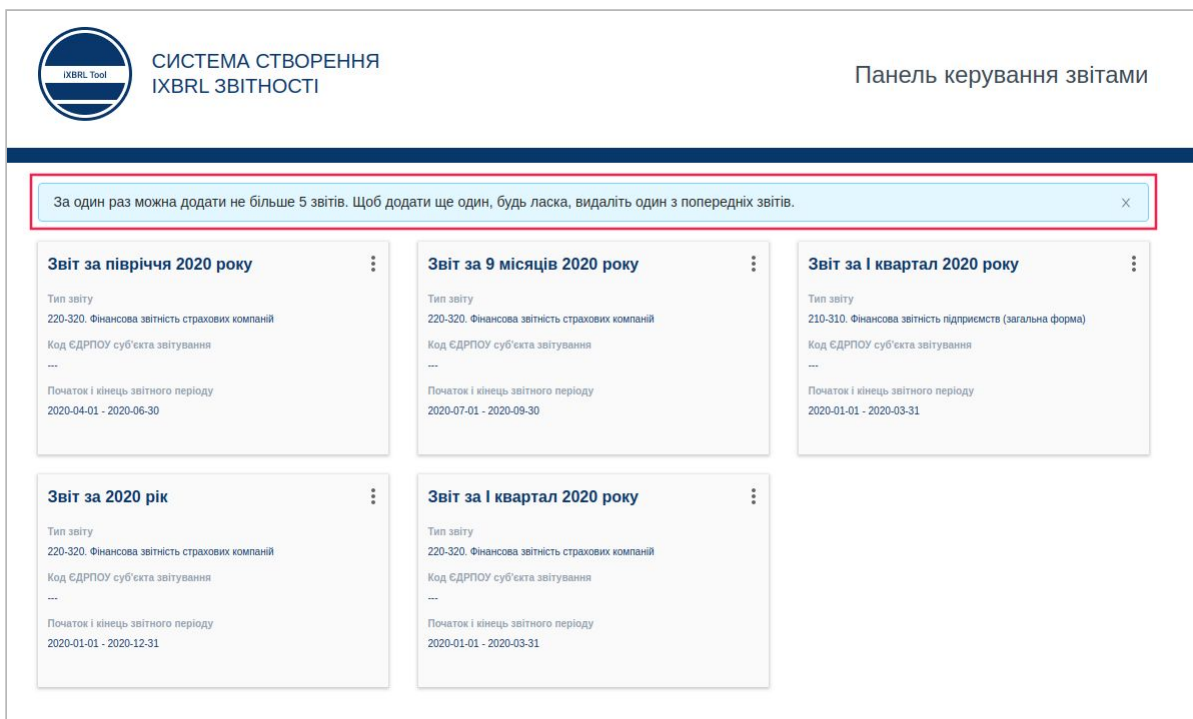 iXBRL Tool
СИСТЕМА СТВОРЕННЯ
IXBRL ЗВІТНОСТІ
Панель керування звітами
За один раз можна додати не більше 5 звітів. Щоб додати ще один, будь ласка, видаліть один з попередніх звітів. X
Звіт за півріччя 2020 року
Тип звіту
220-320. Фінансова звітність страхових компаній
Код ЄДРПОУ суб'єкта звітування
---
Початок і кінець звітного періоду
2020-04-01 - 2020-06-30
Звіт за 9 місяців 2020 року
Тип звіту
220-320. Фінансова звітність страхових компаній
Код ЄДРПОУ суб'єкта звітування
---
Початок і кінець звітного періоду
2020-07-01 - 2020-09-30
Звіт за I квартал 2020 року
Тип звіту
210-310. Фінансова звітність підприємств (загальна форма)
Код ЄДРПОУ суб'єкта звітування
---
Початок і кінець звітного періоду
2020-01-01 - 2020-03-31
Звіт за 2020 рік
Тип звіту
220-320. Фінансова звітність страхових компаній
Код ЄДРПОУ суб'єкта звітування
---
Початок і кінець звітного періоду
2020-01-01 - 2020-12-31
Звіт за I квартал 2020 року
Тип звіту
220-320. Фінансова звітність страхових компаній
Код ЄДРПОУ суб'єкта звітування
---
Початок і кінець звітного періоду
2020-01-01 - 2020-03-31